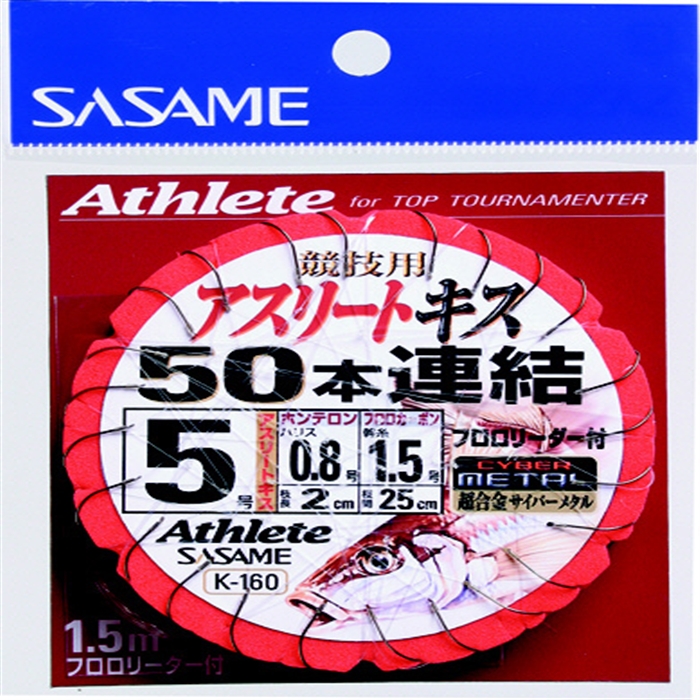 SASAME
Athlete for TOP TOURNAMENTER
競技用
アスリートキス
50本連結
5号
アスリートキス
ホンテロン
ハリス
0.8号
枝長 2cm
フロロカーボン
幹糸
1.5号
枝間 25cm
フロロリーダー付
CYBER
METAL
超合金サイバーメタル
Athlete
SASAME
K-160
1.5m
フロロリーダー付